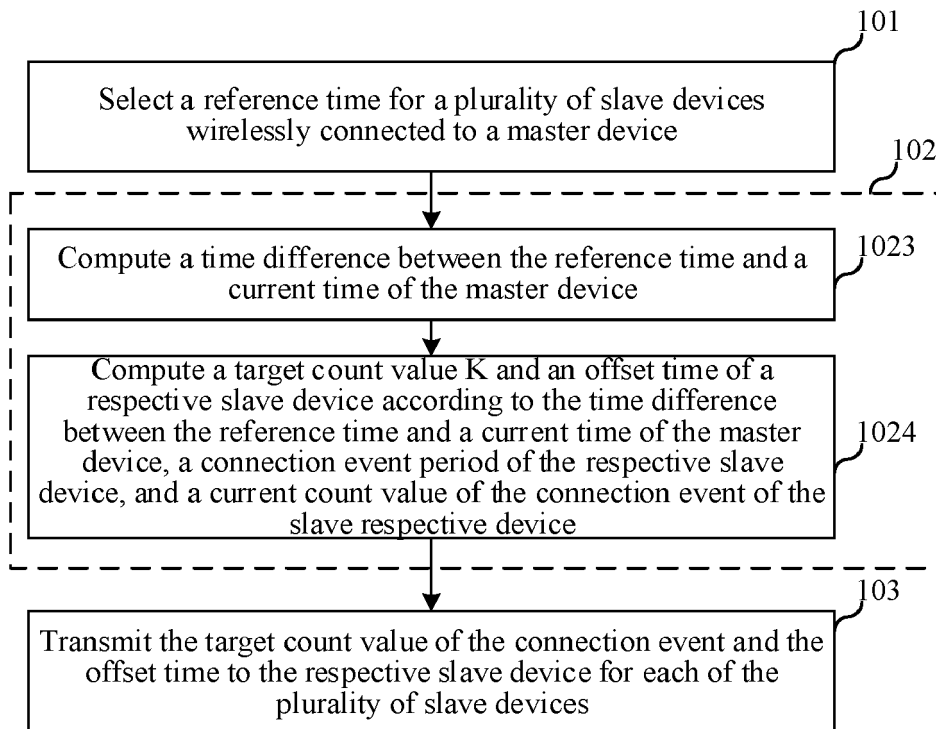 101
Select a reference time for a plurality of slave devices
wirelessly connected to a master device
102
Compute a time difference between the reference time and a
current time of the master device
1023
Compute a target count value K and an offset time of a
respective slave device according to the time difference
between the reference time and a current time of the master
device, a connection event period of the respective slave
device, and a current count value of the connection event of the
slave respective device
1024
103
Transmit the target count value of the connection event and the
offset time to the respective slave device for each of the
plurality of slave devices